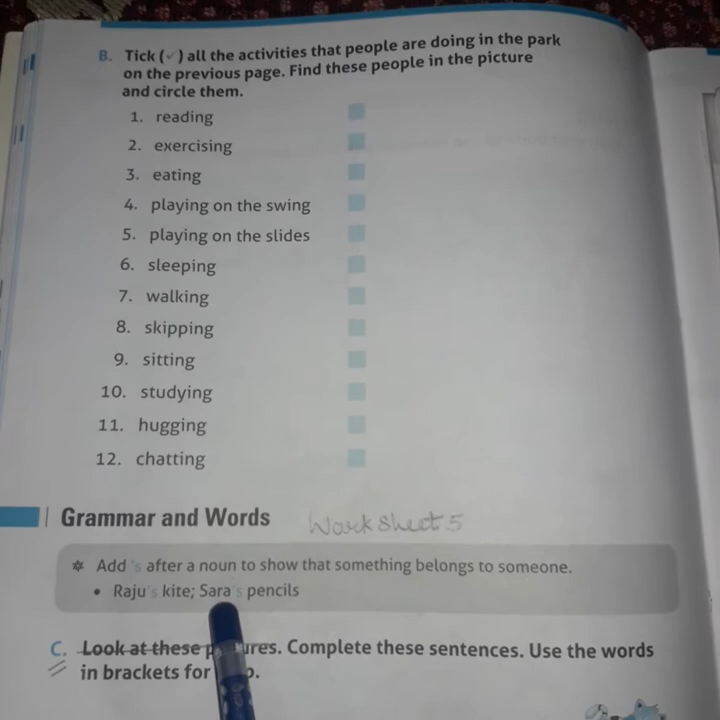 B. Tick (✓) all the activities that people are doing in the park
on the previous page. Find these people in the picture
and circle them.
1. reading
2. exercising
3. eating
4. playing on the swing
5. playing on the slides
6. sleeping
7. walking
8. skipping
9. sitting
10. studying
11. hugging
12. chatting
Grammar and Words Work sheet 5
* Add 's after a noun to show that something belongs to someone.
• Raju's kite; Sara's pencils
C. Look at these Complete these sentences. Use the words
in brackets for